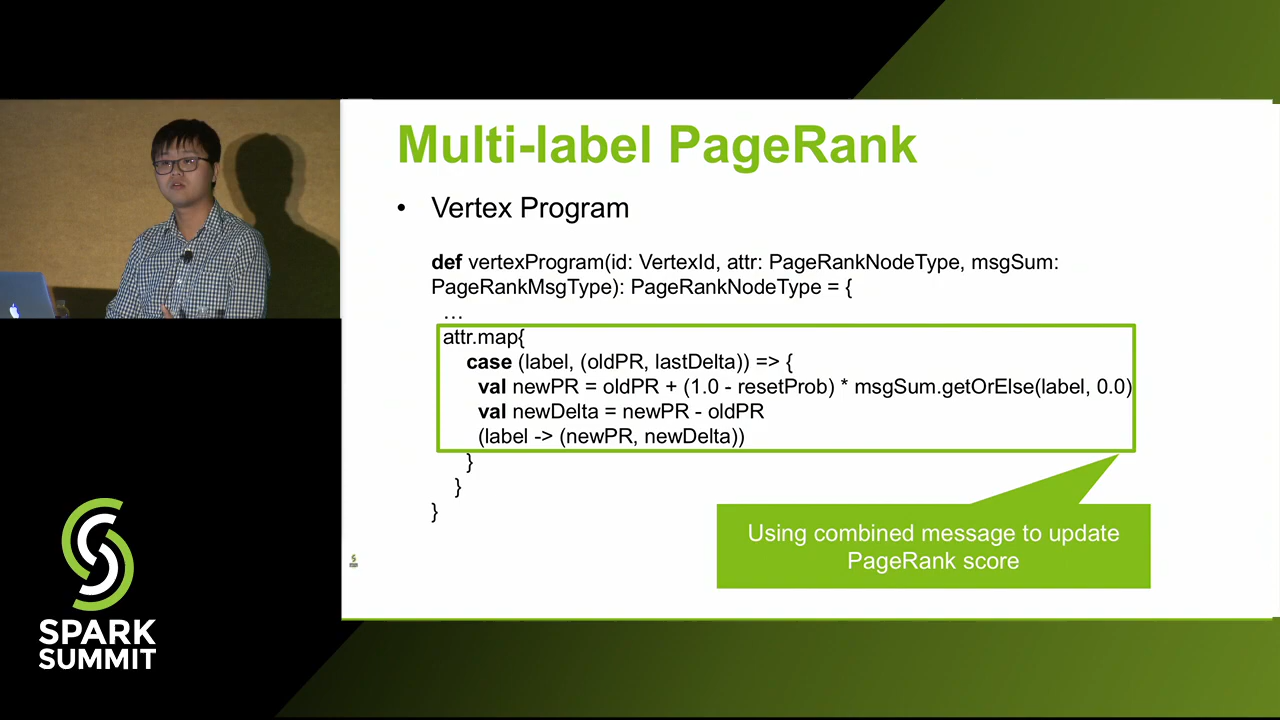 Multi-label PageRank
• Vertex Program
def vertexProgram(id: VertexId, attr: PageRankNodeType, msgSum:
PageRankMsgType): PageRankNodeType = {
…
attr.map{
case (label, (oldPR, lastDelta)) => {
val newPR = oldPR + (1.0 - resetProb) * msgSum.getOrElse(label, 0.0)
val newDelta = newPR - oldPR
(label -> (newPR, newDelta))
}
}
}
Using combined message to update
PageRank score
SPARK
SUMMIT